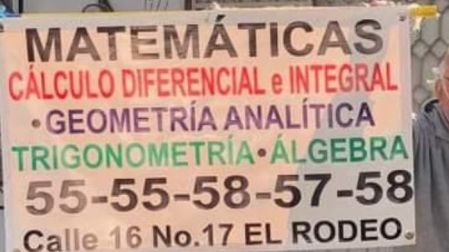 MATEMÁTICAS
CÁLCULO DIFERENCIAL e INTEGRAL
•GEOMETRÍA ANALÍTICA
TRIGONOMETRÍA•ÁLGEBRA
55-55-58-57-58
Calle 16 No.17 EL RODEO.